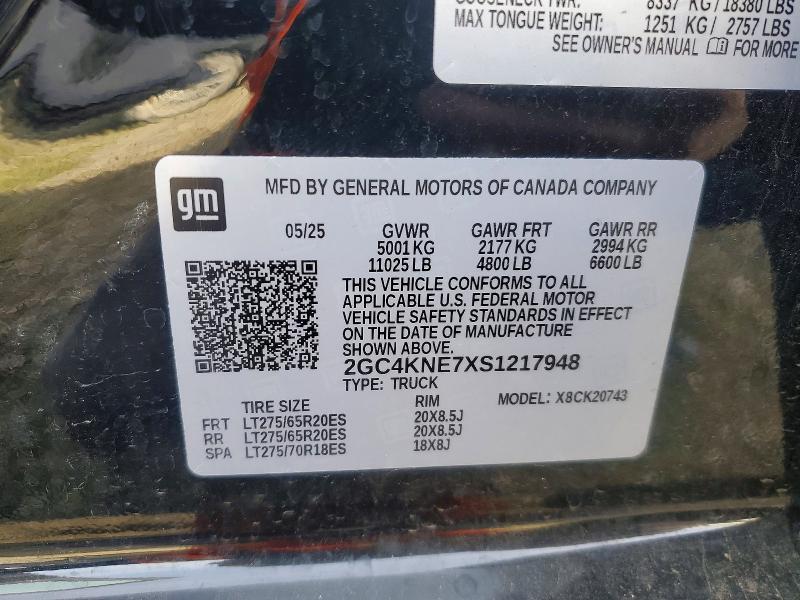 8337 KG / 18380 LBS
MAX TONGUE WEIGHT: 1251 KG / 2757 LBS
SEE OWNER'S MANUAL FOR MORE
gm
MFD BY GENERAL MOTORS OF CANADA COMPANY
05/25 GVWR GAWR FRT GAWR RR
5001 KG 2177 KG 2994 KG
11025 LB 4800 LB 6600 LB
THIS VEHICLE CONFORMS TO ALL
APPLICABLE U.S. FEDERAL MOTOR
VEHICLE SAFETY STANDARDS IN EFFECT
ON THE DATE OF MANUFACTURE
SHOWN ABOVE.
2GC4KNE7XS1217948
TYPE: TRUCK MODEL: X8CK20743
TIRE SIZE RIM
FRT LT275/65R20ES 20X8.5J
RR LT275/65R20ES 20X8.5J
SPA LT275/70R18ES 18X8J